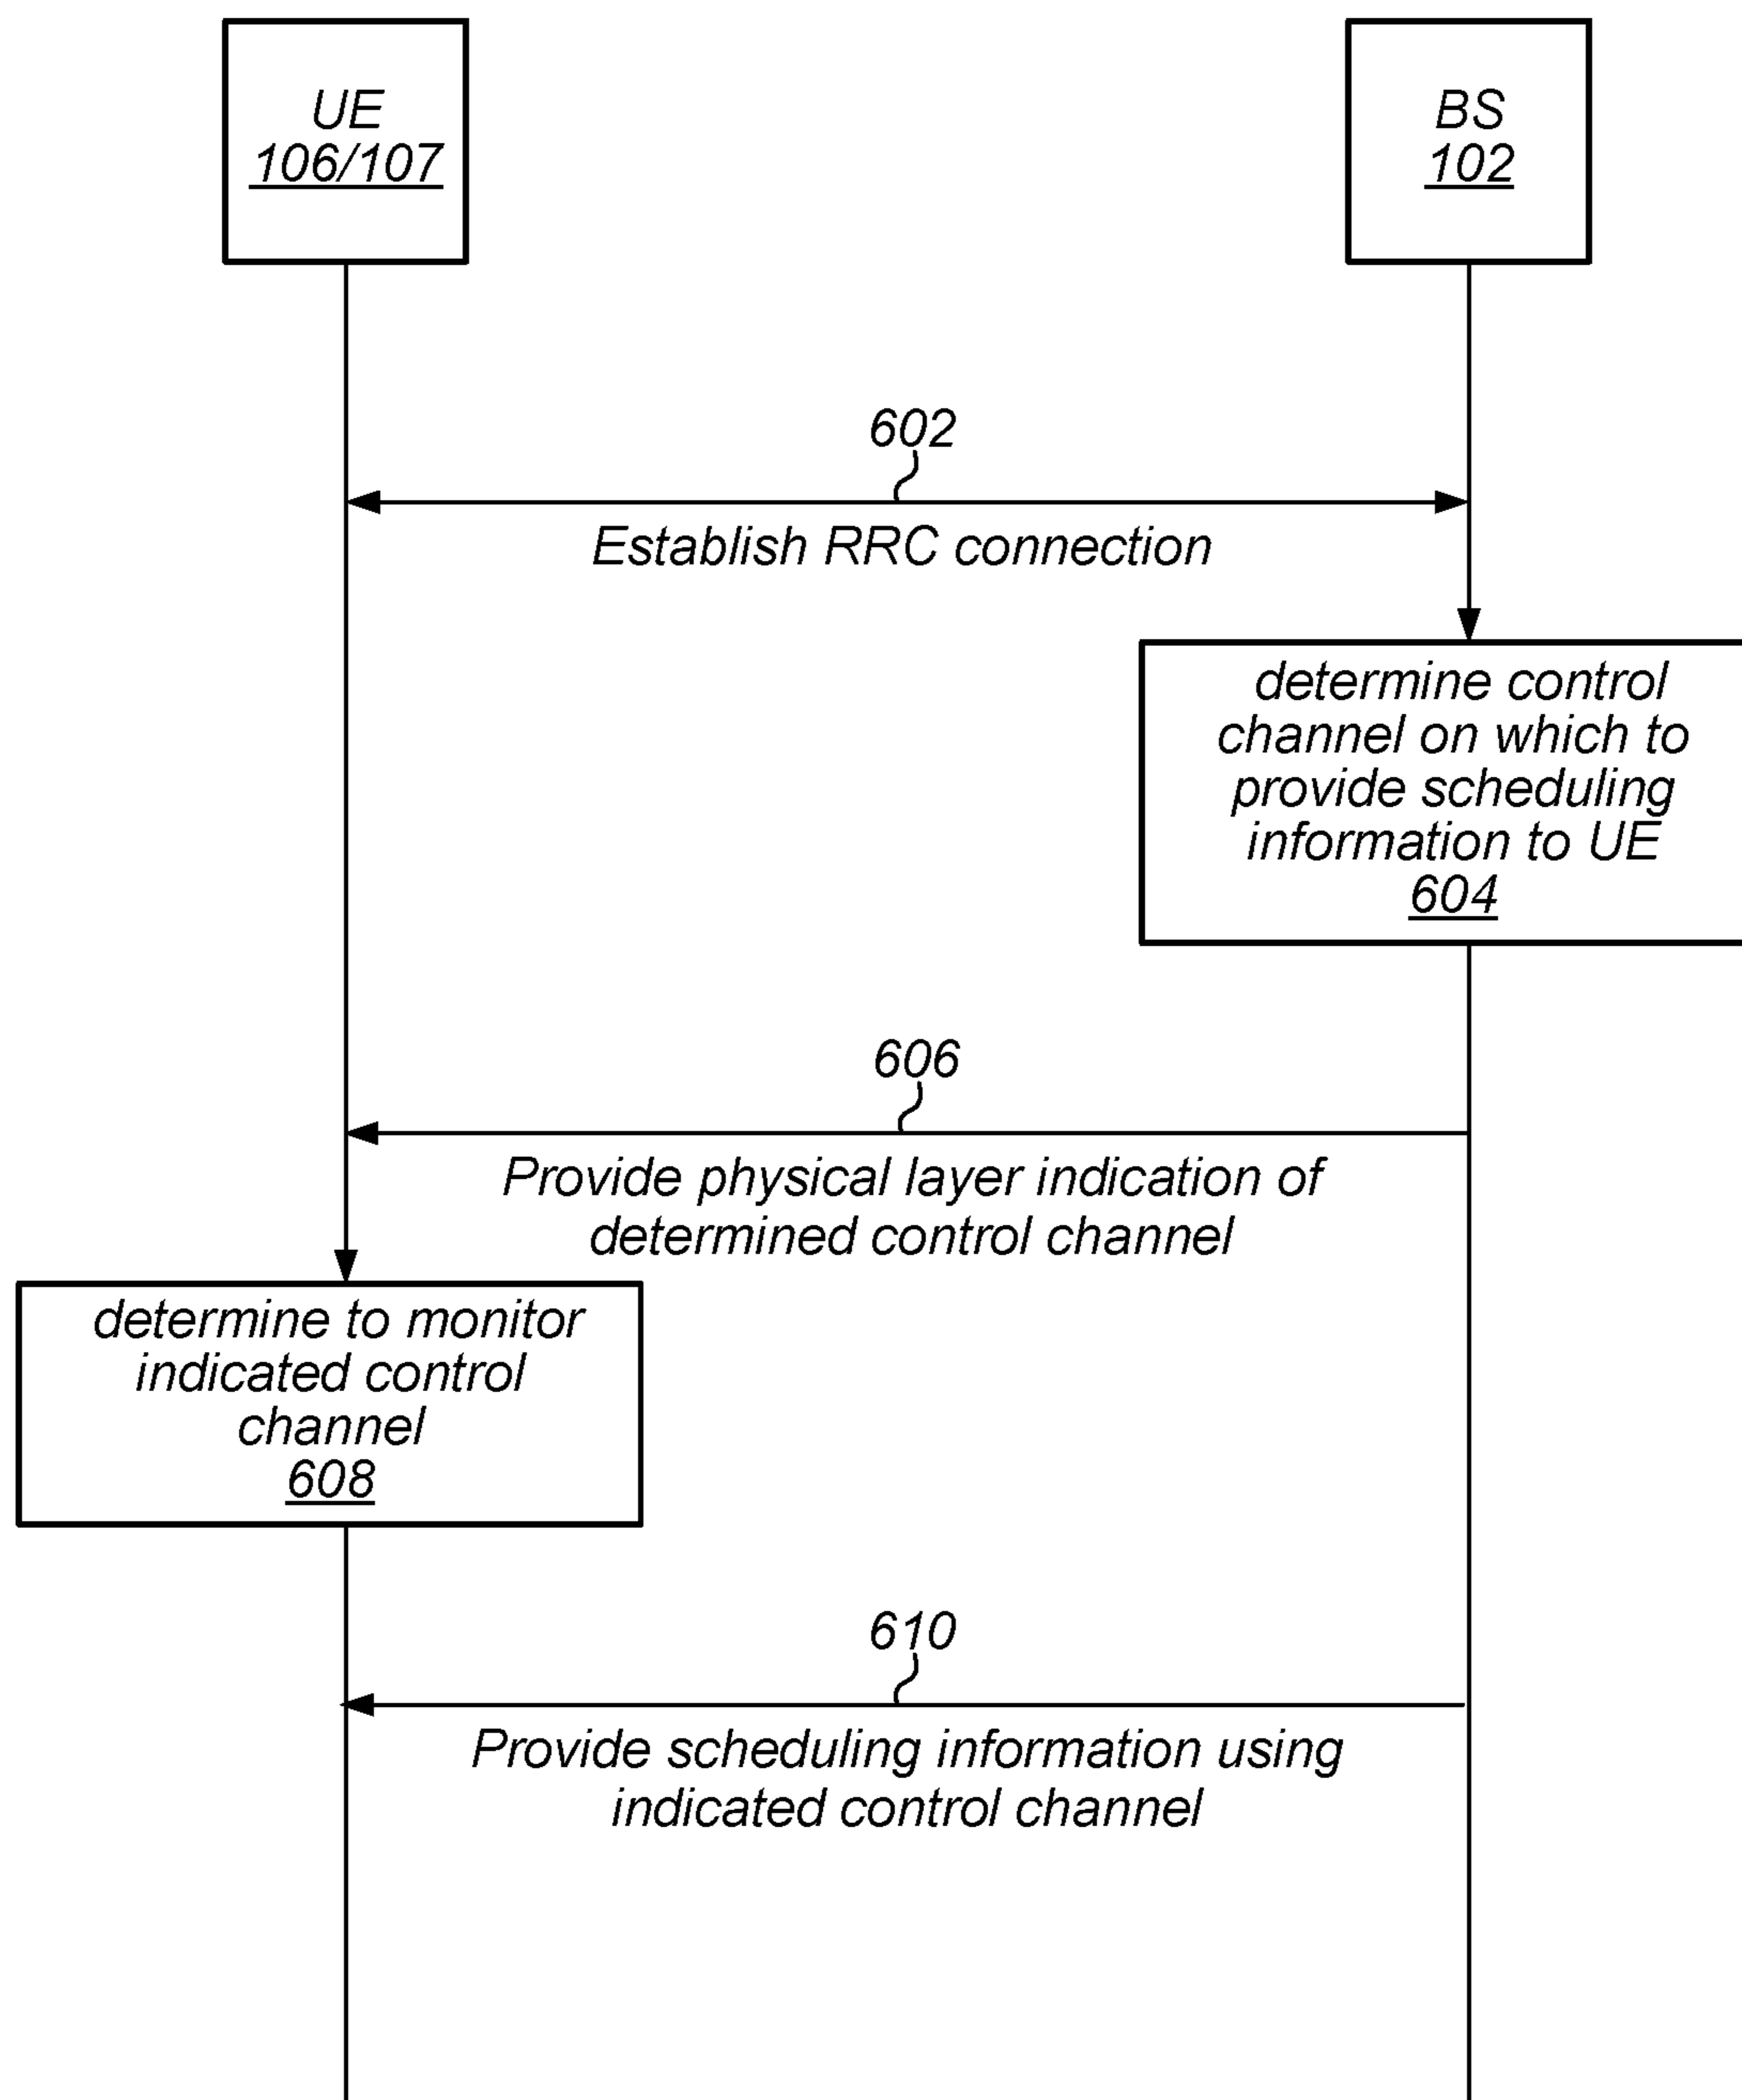 UE
106/107
BS
102
602
Establish RRC connection
determine control
channel on which to
provide scheduling
information to UE
604
606
Provide physical layer indication of
determined control channel
determine to monitor
indicated control
channel
608
610
Provide scheduling information using
indicated control channel